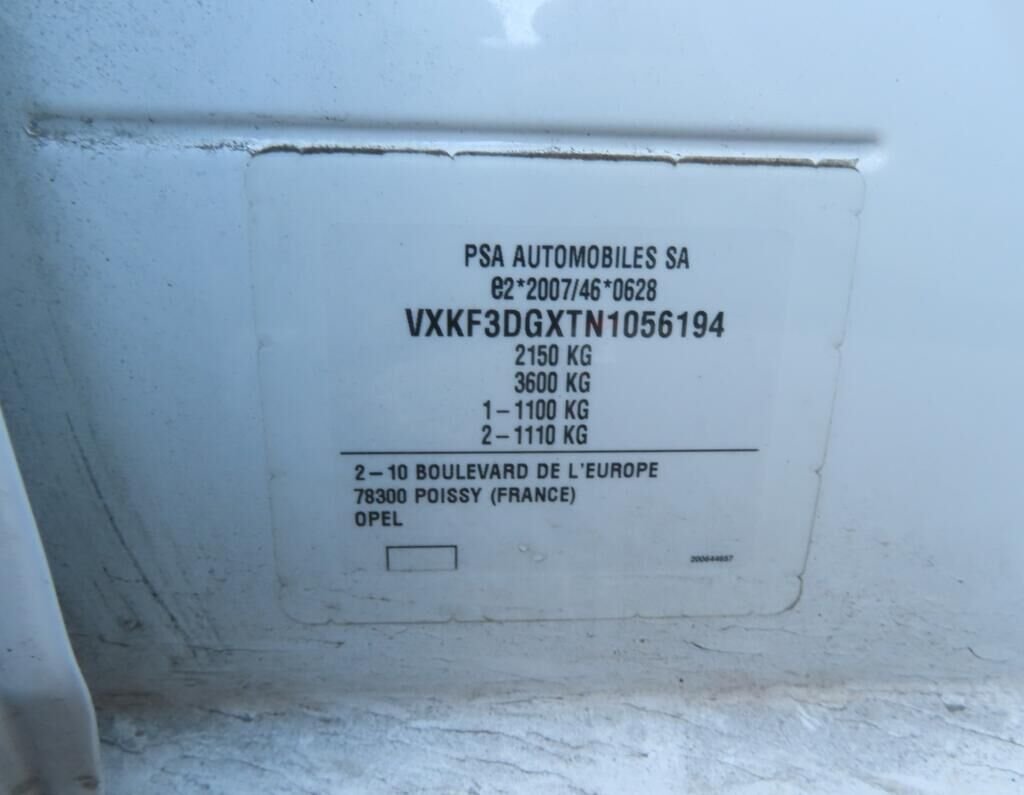 PSA AUTOMOBILES SA
e2*2007/46*0628
VXKF3DGXTN1056194
2150 KG
3600 KG
1-1100 KG
2-1110 KG
2-10 BOULEVARD DE L'EUROPE
78300 POISSY (FRANCE)
OPEL